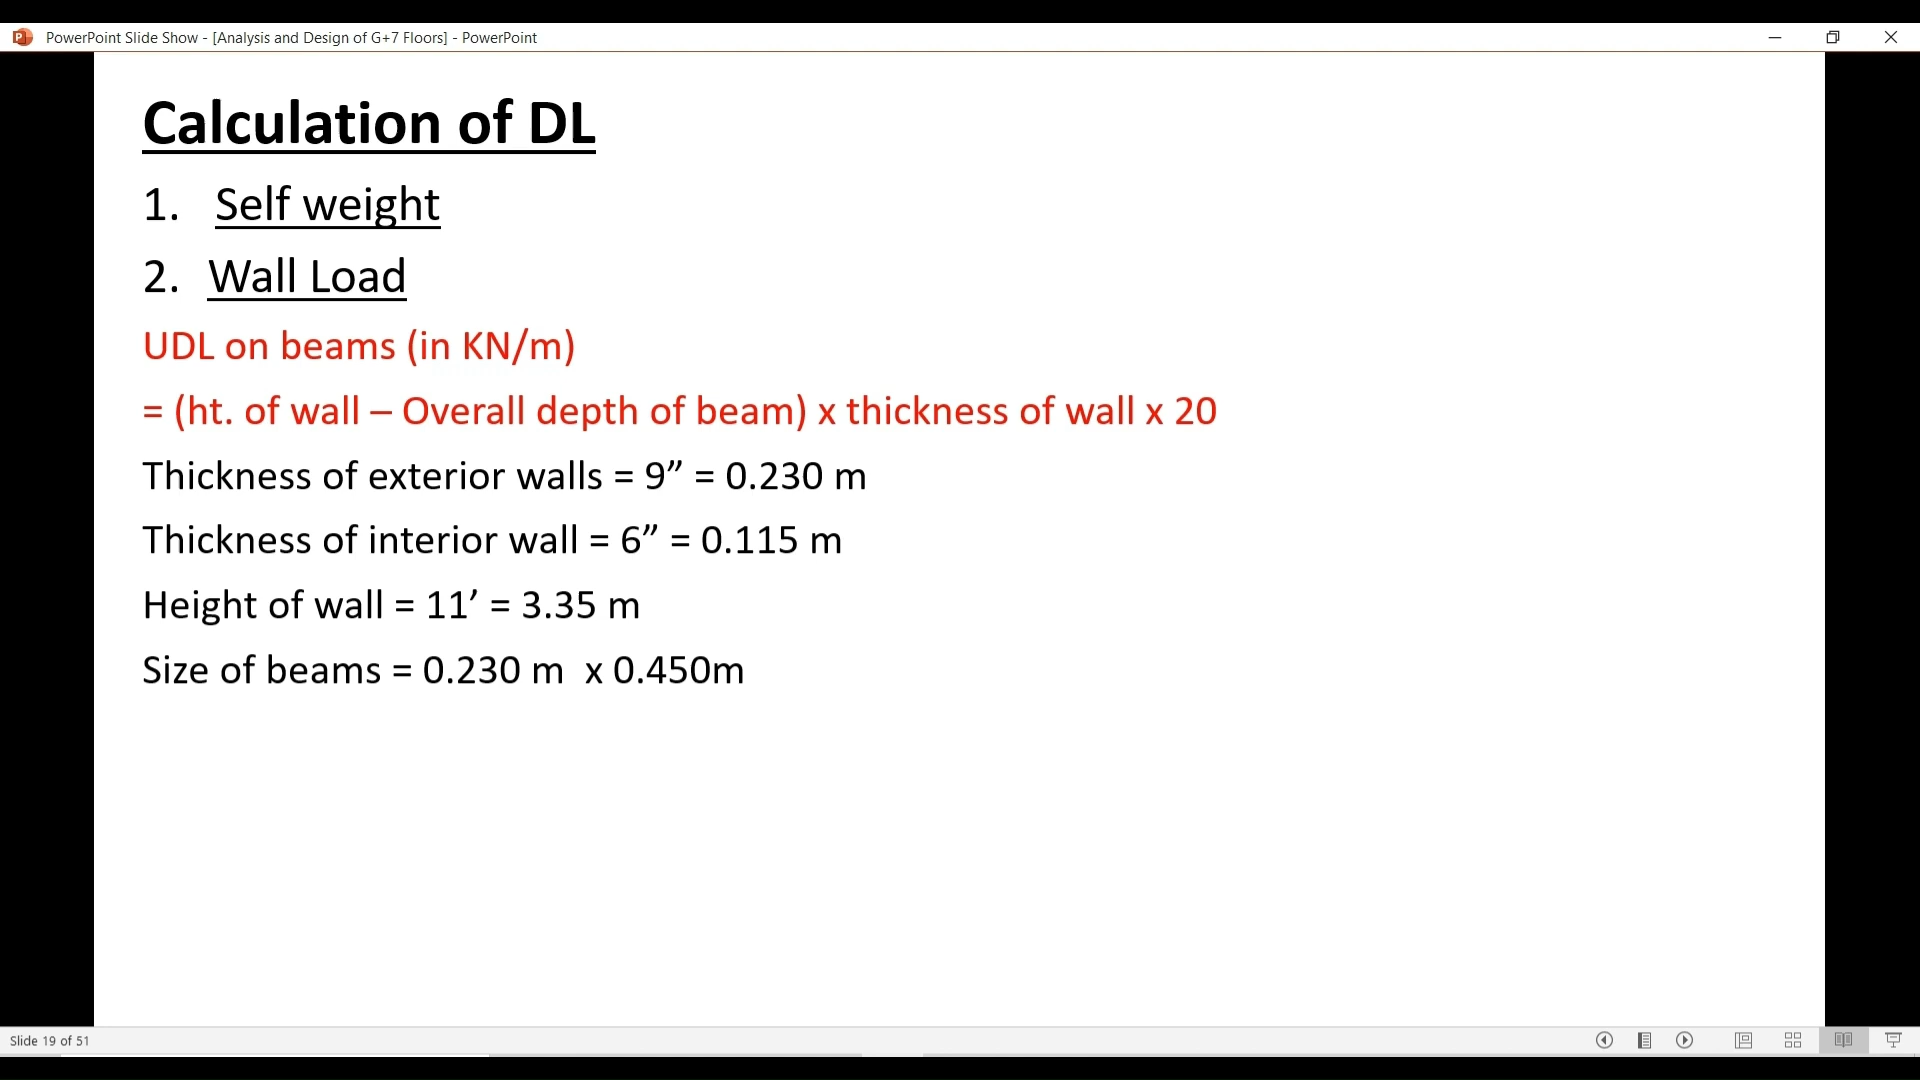 PowerPoint Slide Show - [Analysis and Design of G+7 Floors] - PowerPoint
Calculation of DL
1. Self weight
2. Wall Load
UDL on beams (in KN/m)
= (ht. of wall – Overall depth of beam) x thickness of wall x 20
Thickness of exterior walls = 9” = 0.230 m
Thickness of interior wall = 6” = 0.115 m
Height of wall = 11’ = 3.35 m
Size of beams = 0.230 m x 0.450m
Slide 19 of 51